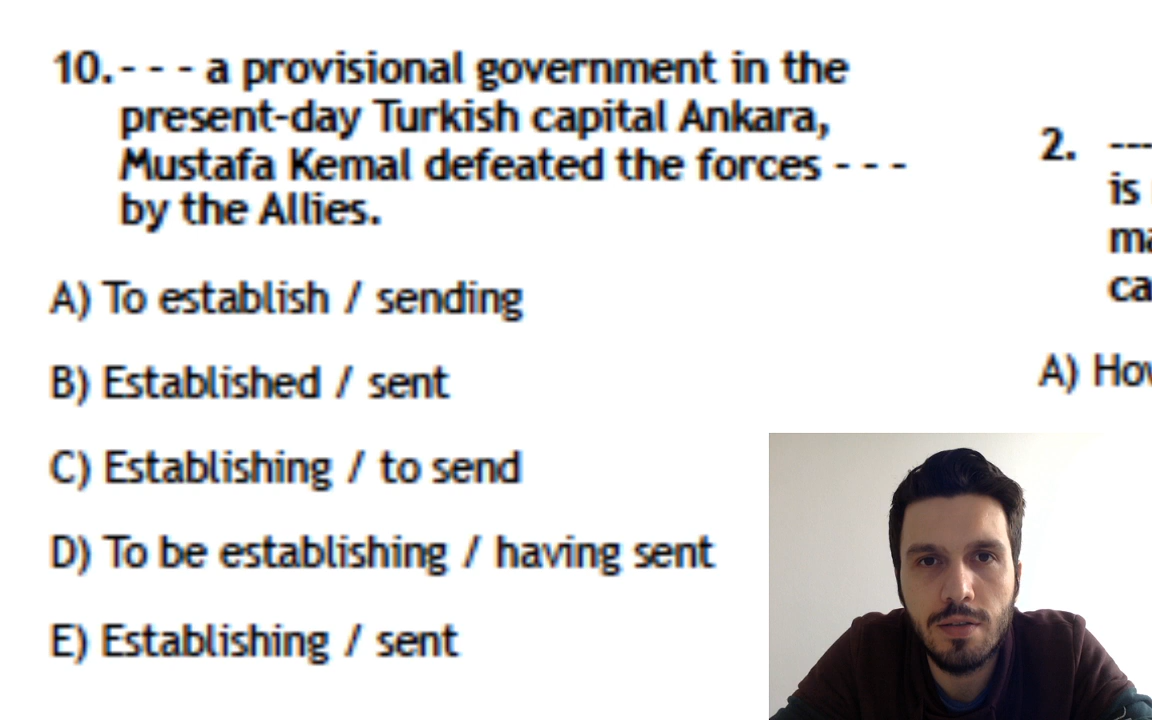 10. - - - a provisional government in the
present-day Turkish capital Ankara,
Mustafa Kemal defeated the forces - - -
by the Allies.
A) To establish / sending
B) Established / sent
C) Establishing / to send
D) To be establishing / having sent
E) Establishing / sent
2. ---
is
A)